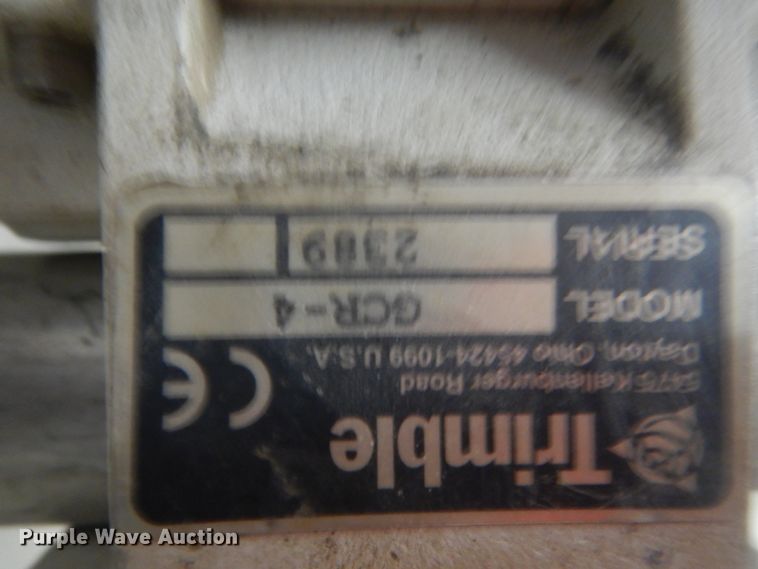 Trimble
5475 Kellenburger Road
Dayton, Ohio 45424-1099 U.S.A.
CE
MODEL GCR-4
SERIAL 2389
Purple Wave Auction